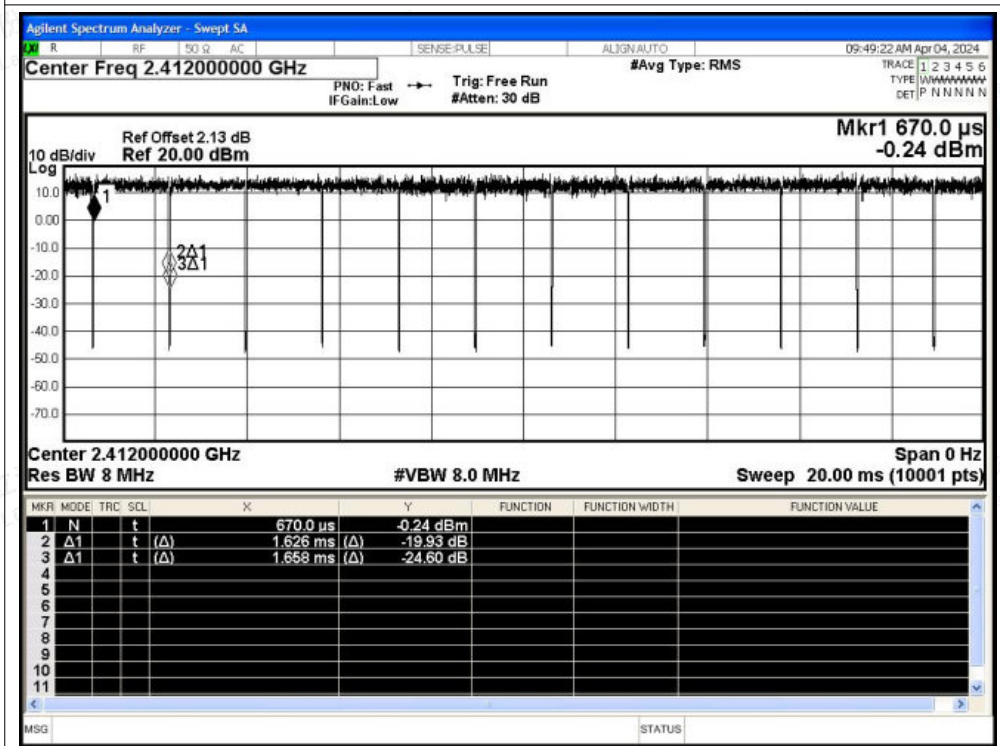 Agilent Spectrum Analyzer - Swept SA
LXI R RF 50 Ω AC SENSE:PULSE ALIGN AUTO 09:49:22 AM Apr 04, 2024
Center Freq 2.412000000 GHz #Avg Type: RMS TRACE 1 2 3 4 5 6
PNO: Fast Trig: Free Run TYPE WWWWWW
IFGain:Low #Atten: 30 dB DET P N N N N N
Mkr1 670.0 µs
Ref Offset 2.13 dB
10 dB/div Ref 20.00 dBm -0.24 dBm
Log
10.0
1
0.00
-10.0
2Δ1
3Δ1
-20.0
-30.0
-40.0
-50.0
-60.0
-70.0
Center 2.412000000 GHz Span 0 Hz
Res BW 8 MHz #VBW 8.0 MHz Sweep 20.00 ms (10001 pts)
MKR MODE TRC SCL X Y FUNCTION FUNCTION WIDTH FUNCTION VALUE
1 N t 670.0 µs -0.24 dBm
2 Δ1 t (Δ) 1.626 ms (Δ) -19.93 dB
3 Δ1 t (Δ) 1.658 ms (Δ) -24.60 dB
4
5
6
7
8
9
10
11
MSG STATUS